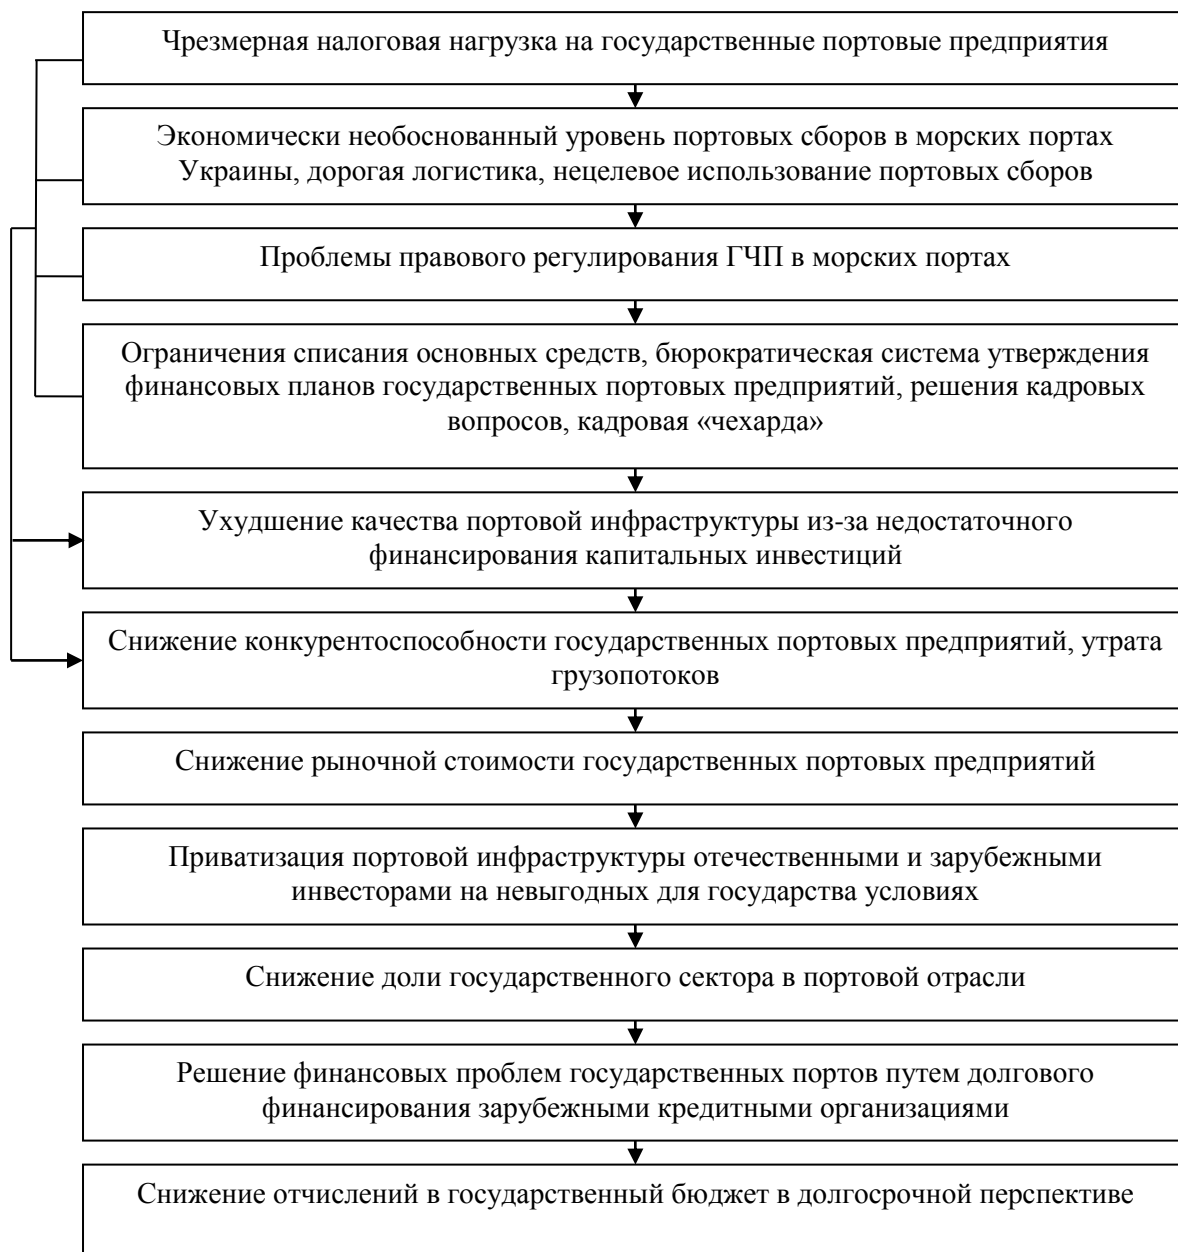 Чрезмерная налоговая нагрузка на государственные портовые предприятия
Экономически необоснованный уровень портовых сборов в морских портах
Украины, дорогая логистика, нецелевое использование портовых сборов
Проблемы правового регулирования ГЧП в морских портах
Ограничения списания основных средств, бюрократическая система утверждения
финансовых планов государственных портовых предприятий, решения кадровых
вопросов, кадровая «чехарда»
Ухудшение качества портовой инфраструктуры из-за недостаточного
финансирования капитальных инвестиций
Снижение конкурентоспособности государственных портовых предприятий, утрата
грузопотоков
Снижение рыночной стоимости государственных портовых предприятий
Приватизация портовой инфраструктуры отечественными и зарубежными
инвесторами на невыгодных для государства условиях
Снижение доли государственного сектора в портовой отрасли
Решение финансовых проблем государственных портов путем долгового
финансирования зарубежными кредитными организациями
Снижение отчислений в государственный бюджет в долгосрочной перспективе